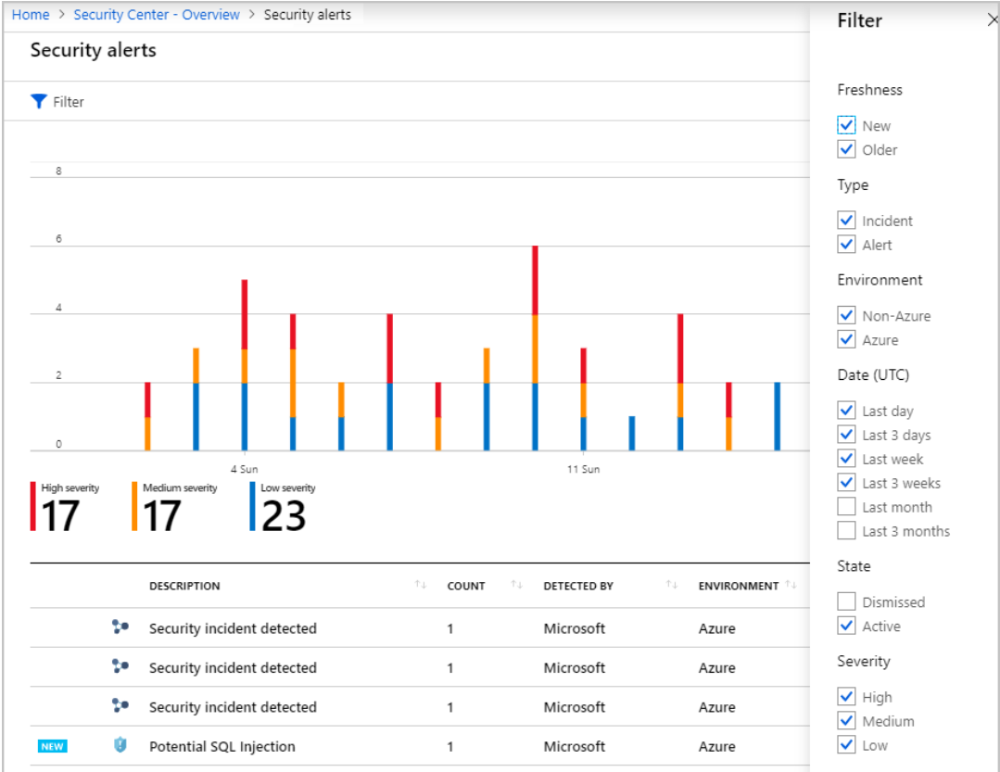 Home > Security Center - Overview > Security alerts
Security alerts
Filter
8
6
4
2
0
4 Sun
11 Sun
High severity
17
Medium severity
17
Low severity
23
DESCRIPTION COUNT DETECTED BY ENVIRONMENT
Security incident detected 1 Microsoft Azure
Security incident detected 1 Microsoft Azure
Security incident detected 1 Microsoft Azure
NEW Potential SQL Injection 1 Microsoft Azure
Filter
Freshness
New
Older
Type
Incident
Alert
Environment
Non-Azure
Azure
Date (UTC)
Last day
Last 3 days
Last week
Last 3 weeks
Last month
Last 3 months
State
Dismissed
Active
Severity
High
Medium
Low